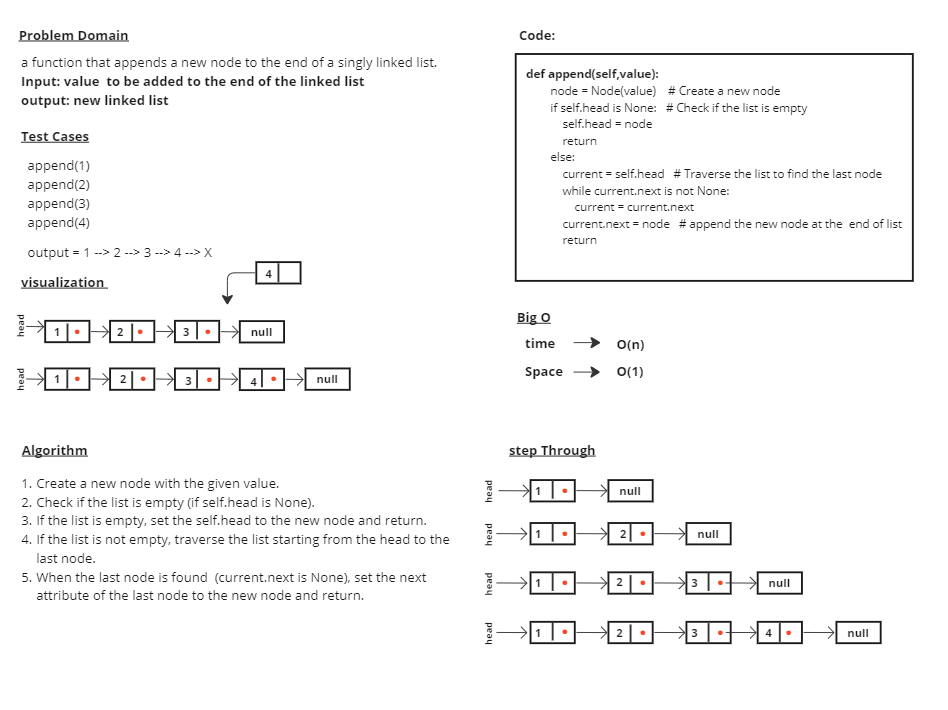 Problem Domain
a function that appends a new node to the end of a singly linked list.
Input: value  to be added to the end of the linked list
output: new linked list
Test Cases
append(1)
append(2)
append(3)
append(4)
output = 1 --> 2 --> 3 --> 4 --> X
visualization
4
head 1 2 3 null
head 1 2 3 4 null
Algorithm
1. Create a new node with the given value.
2. Check if the list is empty (if self.head is None).
3. If the list is empty, set the self.head to the new node and return.
4. If the list is not empty, traverse the list starting from the head to the
last node.
5. When the last node is found  (current.next is None), set the next
attribute of the last node to the new node and return.
Code:
def append(self,value):
node = Node(value)   # Create a new node
if self.head is None:   # Check if the list is empty
self.head = node
return
else:
current = self.head   # Traverse the list to find the last node
while current.next is not None:
current = current.next
current.next = node   # append the new node at the  end of list
return
Big O
time O(n)
Space O(1)
step Through
head 1 null
head 1 2 null
head 1 2 3 null
head 1 2 3 4 null